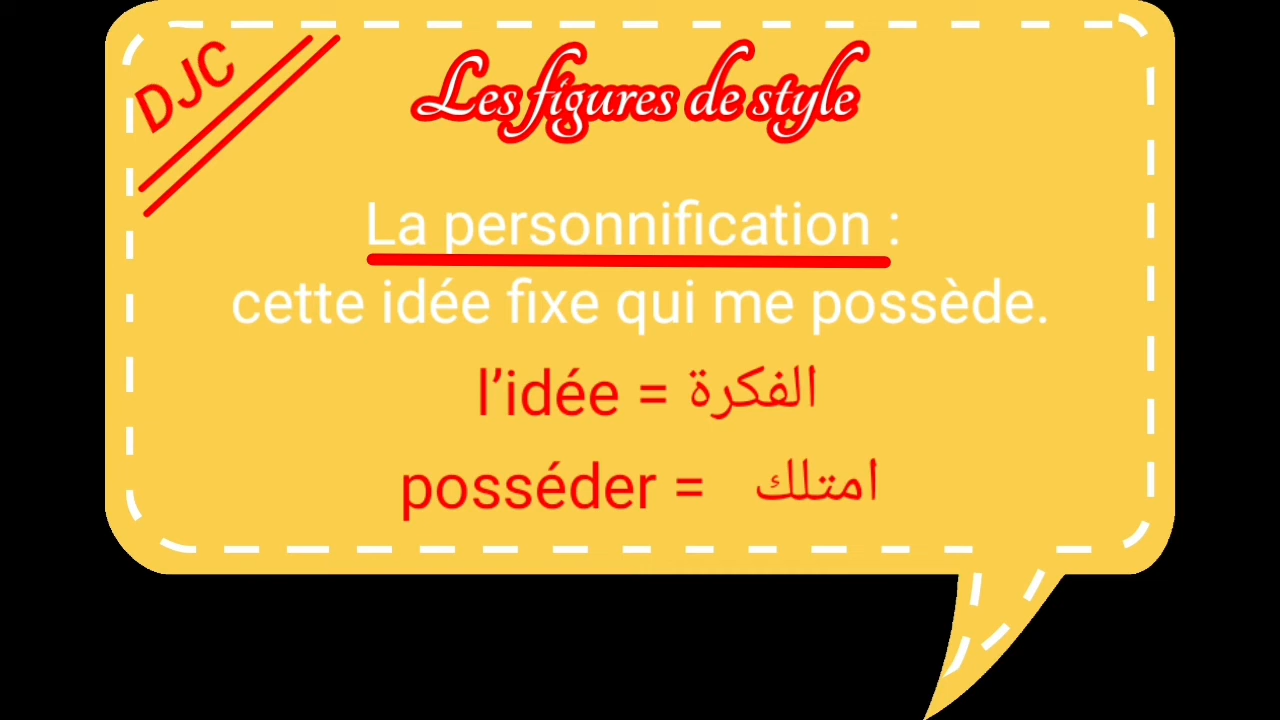 DJC
Les figures de style
La personnification :
cette idée fixe qui me possède.
l’idée = الفكرة
posséder = امتلك